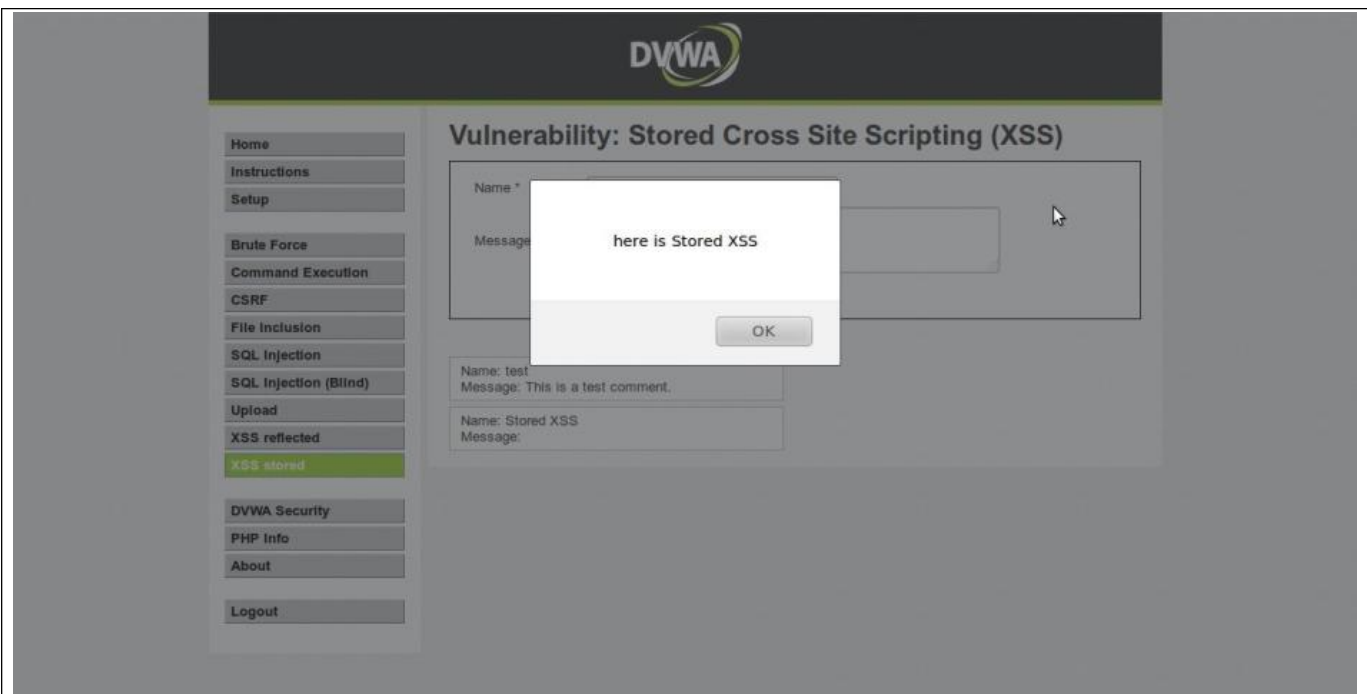 DVWA
Home
Instructions
Setup
Brute Force
Command Execution
CSRF
File Inclusion
SQL Injection
SQL Injection (Blind)
Upload
XSS reflected
XSS stored
DVWA Security
PHP Info
About
Logout
Vulnerability: Stored Cross Site Scripting (XSS)
Name *
Message
here is Stored XSS
OK
Name: test
Message: This is a test comment.
Name: Stored XSS
Message: